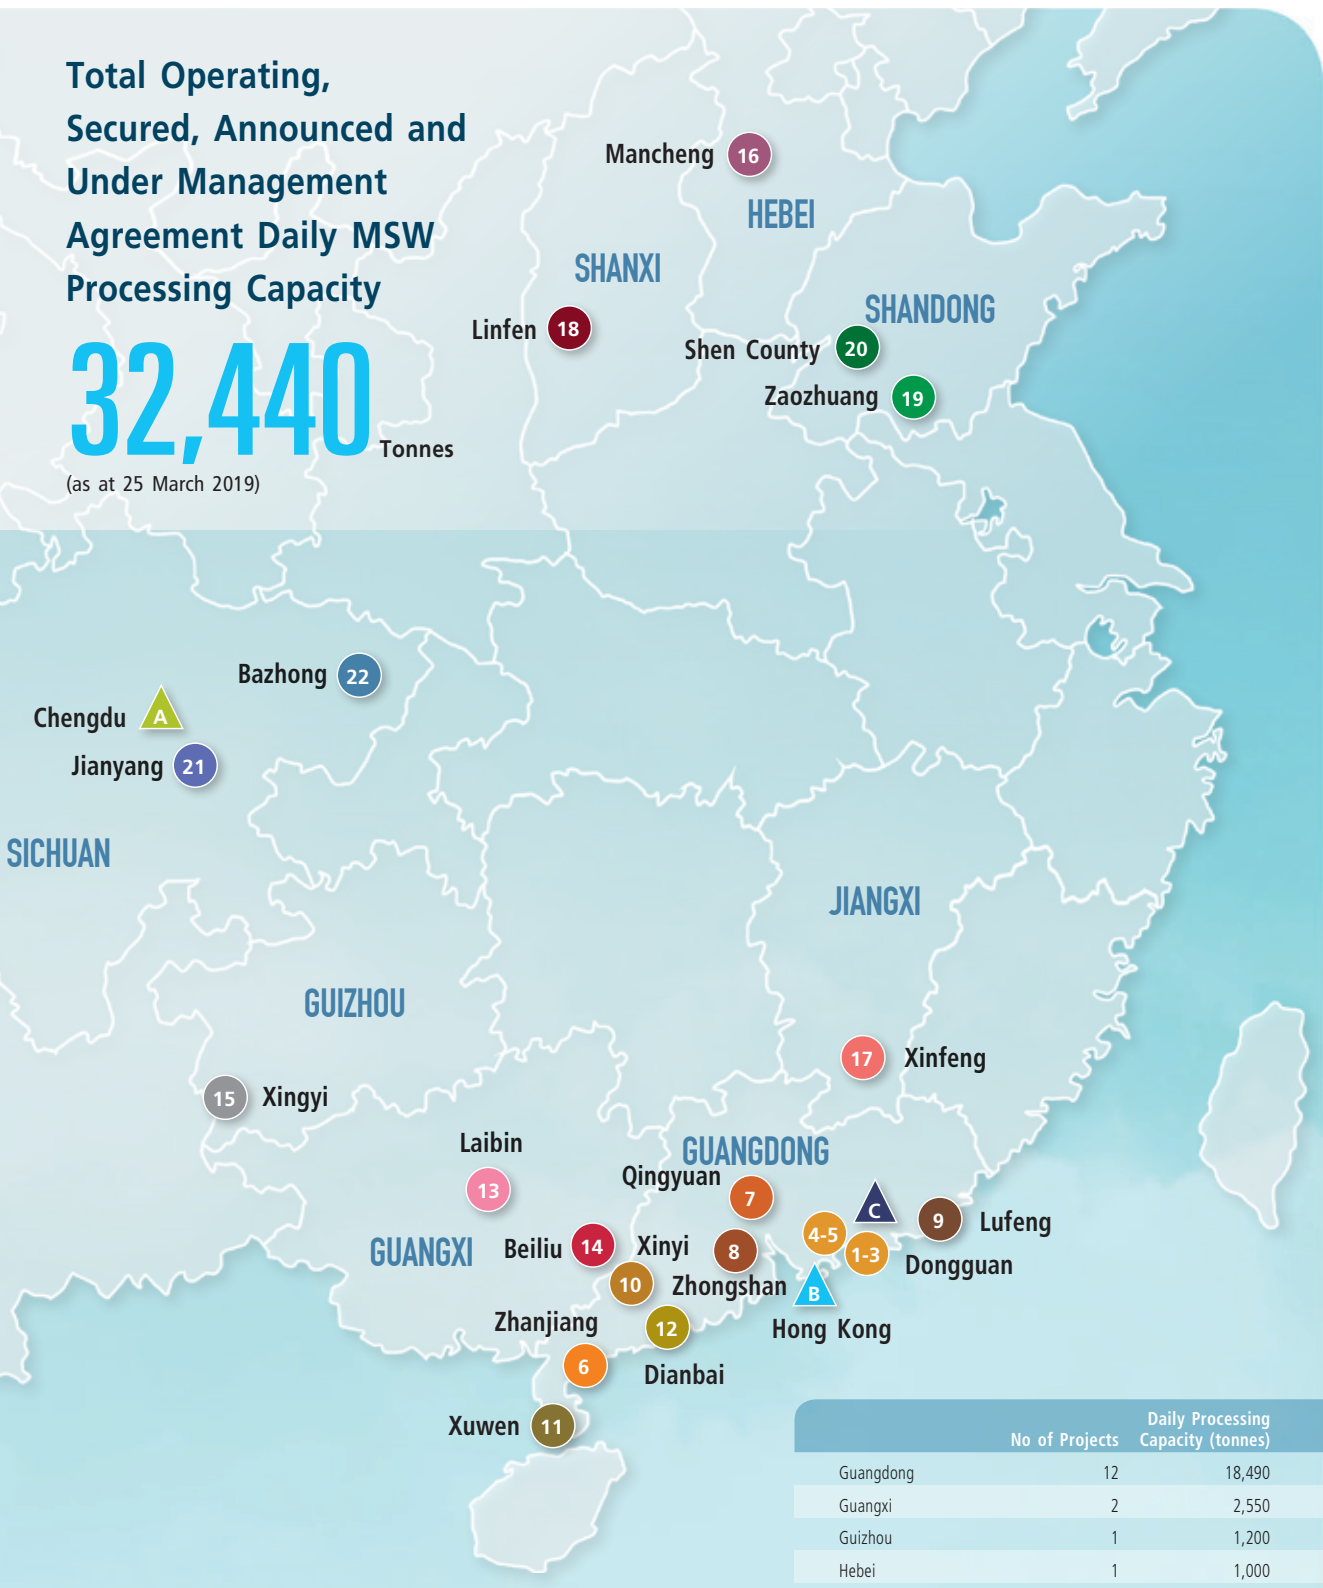 Total Operating,
Secured, Announced and
Under Management
Agreement Daily MSW
Processing Capacity
32,440 Tonnes
(as at 25 March 2019)
Mancheng 16
HEBEI
SHANXI
SHANDONG
Linfen 18
Shen County 20
Zaozhuang 19
Bazhong 22
Chengdu A
Jianyang 21
SICHUAN
JIANGXI
GUIZHOU
17 Xinfeng
15 Xingyi
Laibin
13
GUANGDONG
Qingyuan
7
C
9 Lufeng
4-5
1-3
Dongguan
GUANGXI
Beiliu 14
Xinyi
10
8
Zhongshan
B
Hong Kong
Zhanjiang
6
12
Dianbai
Xuwen 11
Daily Processing
No of Projects Capacity (tonnes)
Guangdong 12 18,490
Guangxi 2 2,550
Guizhou 1 1,200
Hebei 1 1,000